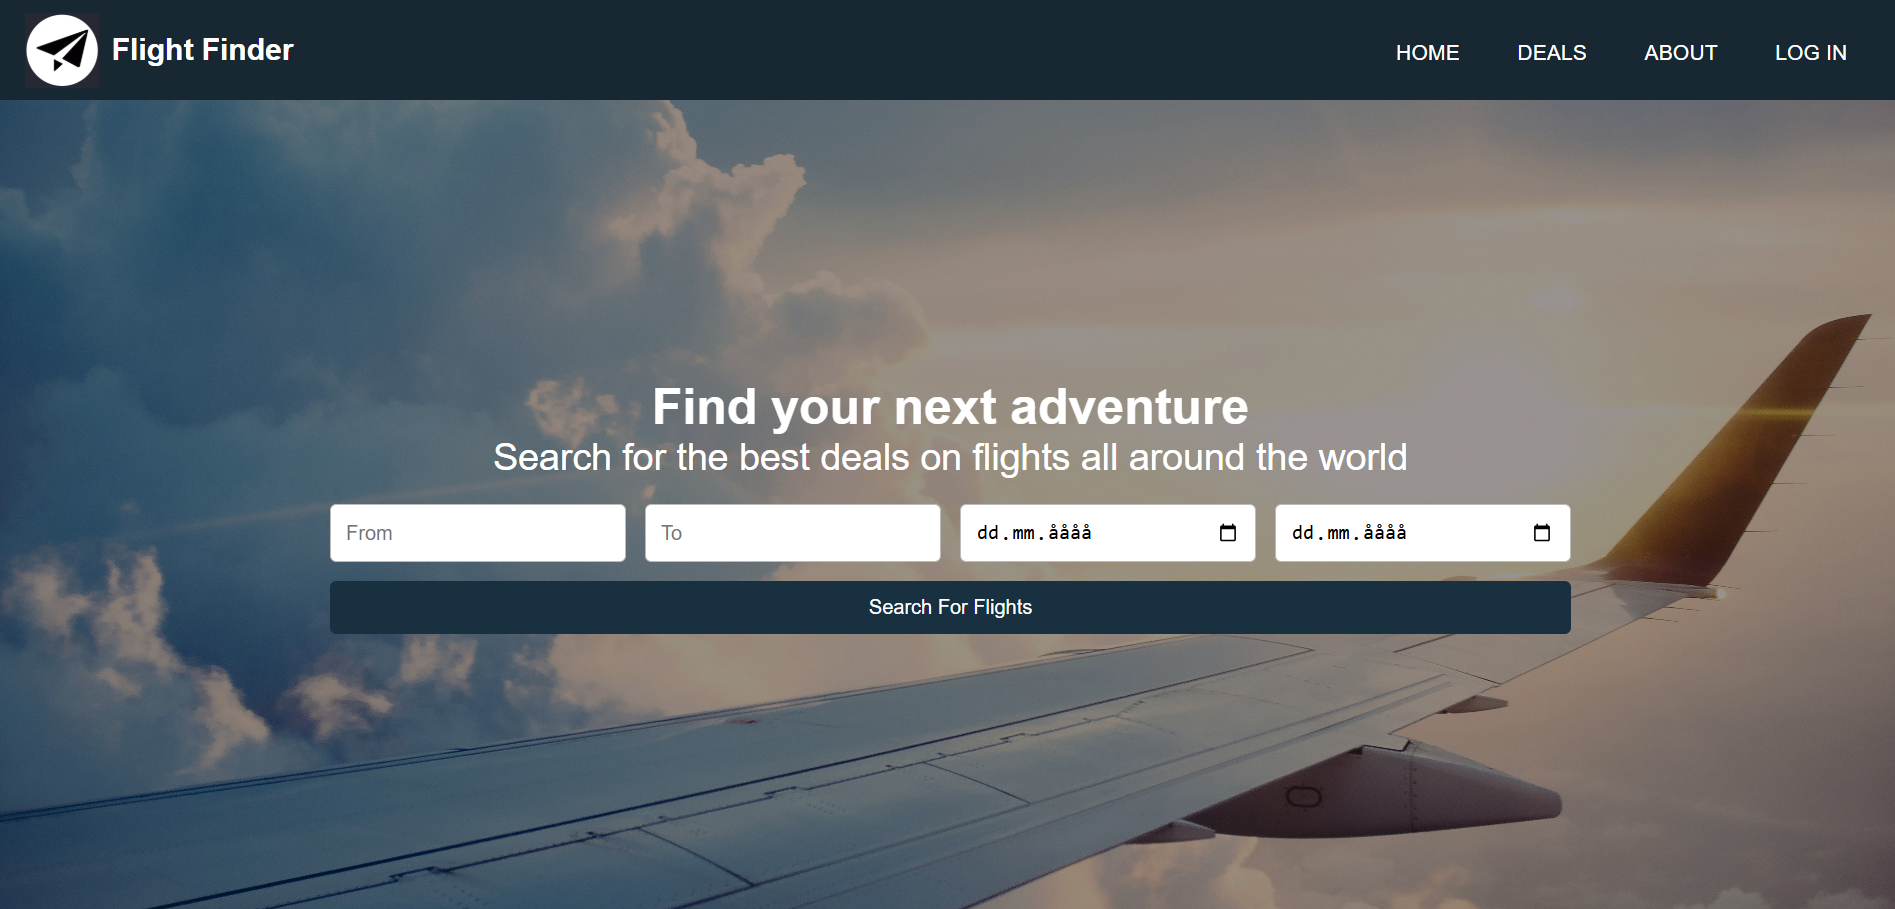 Flight Finder
HOME DEALS ABOUT LOG IN
Find your next adventure
Search for the best deals on flights all around the world
From To dd.mm.åååå dd.mm.åååå
Search For Flights